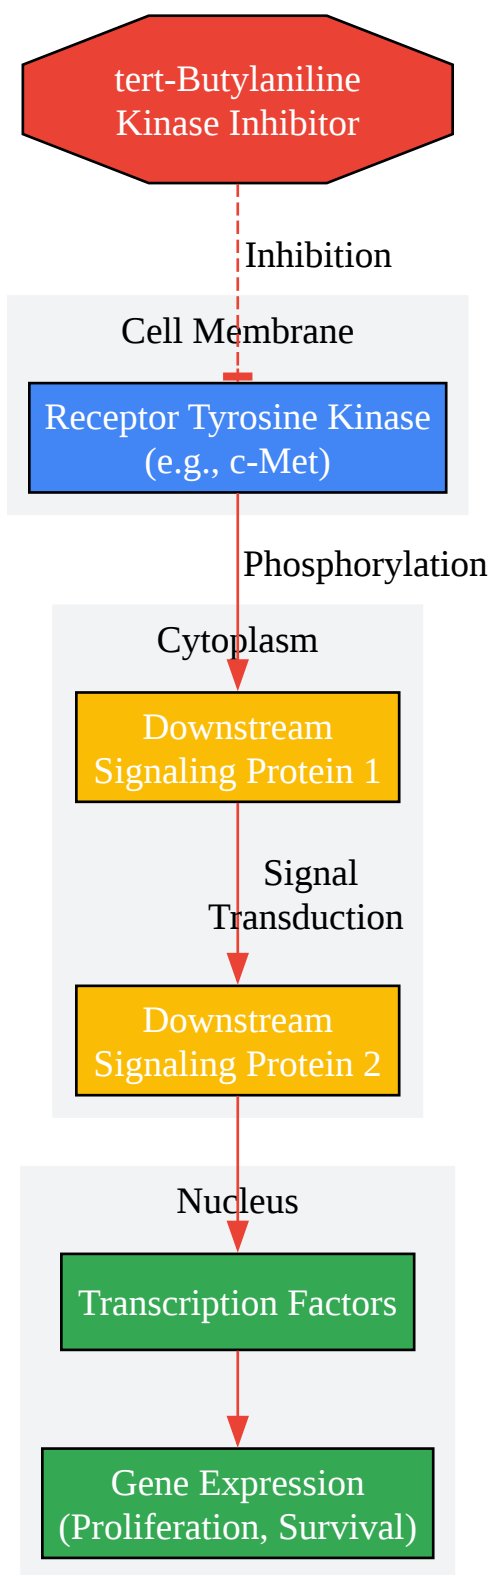 tert-Butylaniline
Kinase Inhibitor
Inhibition
Cell Membrane
Receptor Tyrosine Kinase
(e.g., c-Met)
Phosphorylation
Cytoplasm
Downstream
Signaling Protein 1
Signal
Transduction
Downstream
Signaling Protein 2
Nucleus
Transcription Factors
Gene Expression
(Proliferation, Survival)